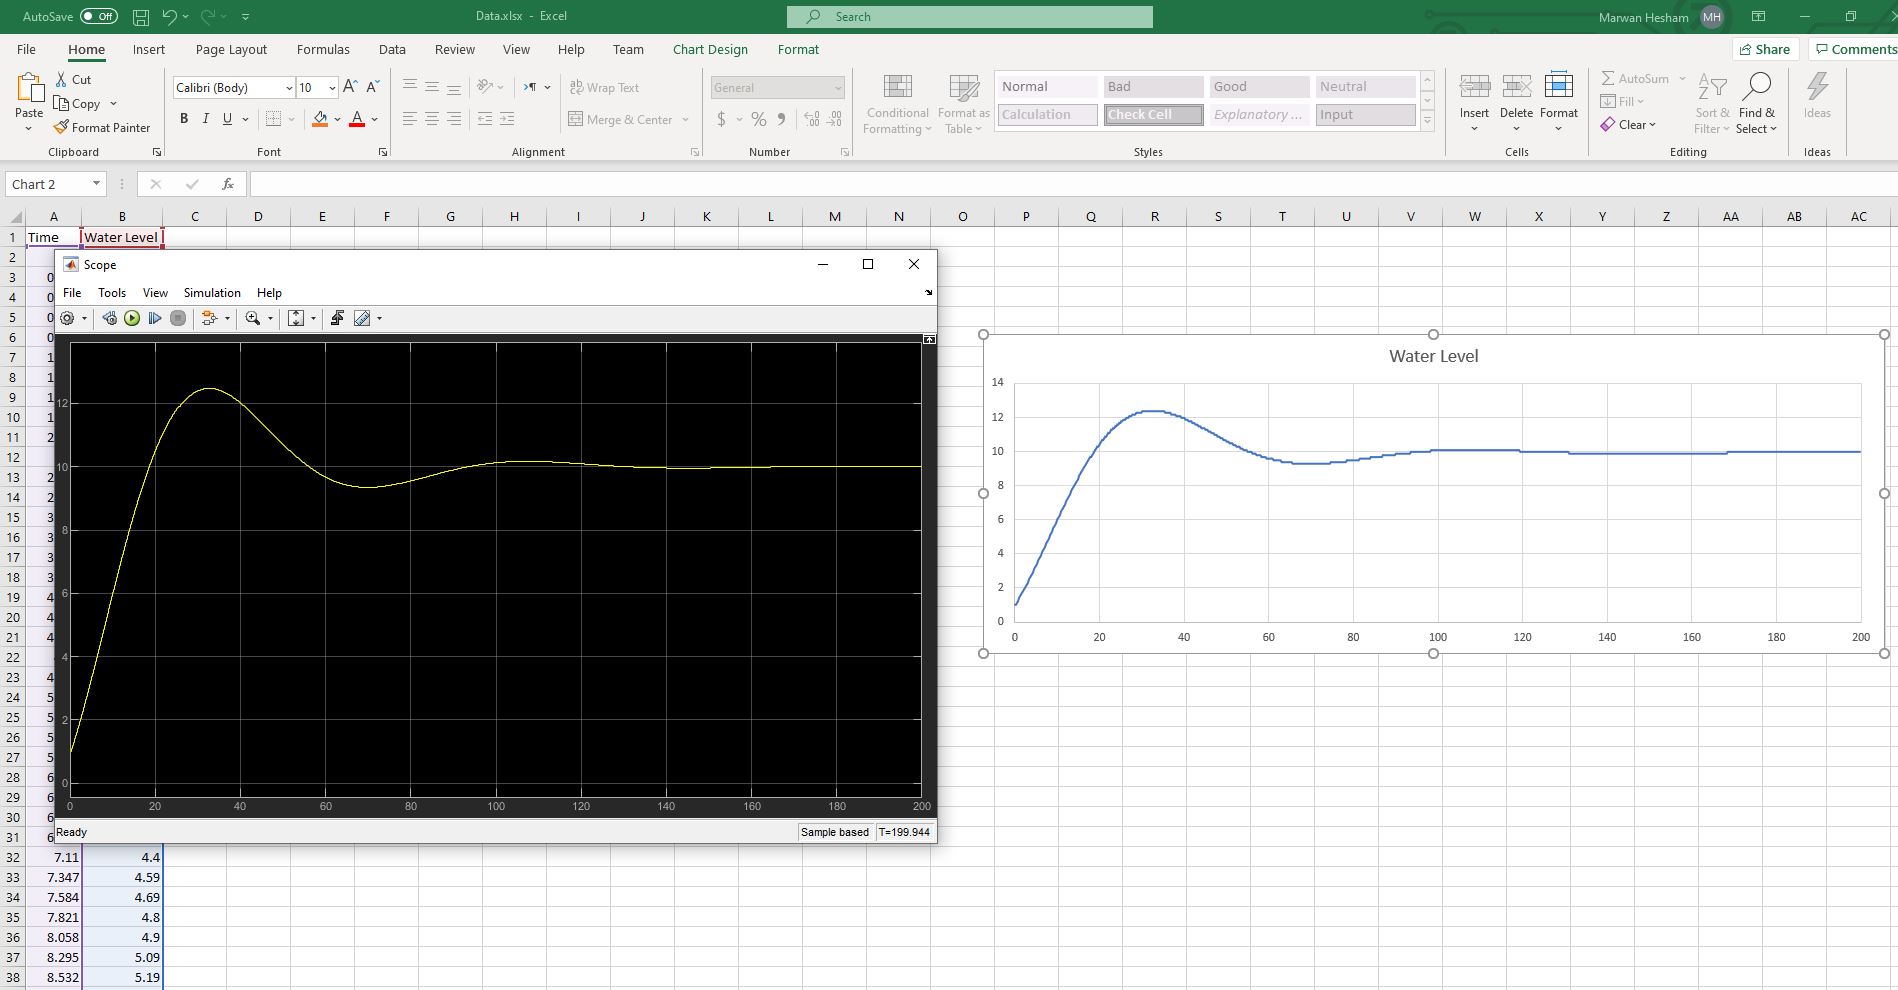 AutoSave Off Data.xlsx - Excel Search Marwan Hesham MH
File Home Insert Page Layout Formulas Data Review View Help Team Chart Design Format Share Comments
Paste
Cut
Copy
Format Painter
Clipboard
Calibri (Body) 10 A A
B I U A
Font
Wrap Text
Merge & Center
Alignment
General
$ % 9 .00 .00
Number
Conditional Formatting
Format as Table
Normal Bad Good Neutral
Calculation Check Cell Explanatory ... Input
Styles
Insert Delete Format
Cells
AutoSum
Fill
Clear
Sort & Filter
Find & Select
Editing
Ideas
Ideas
Chart 2 fx
A B C D E F G H I J K L M N O P Q R S T U V W X Y Z AA AB AC
1 Time Water Level
2
3 0
4 0
5 0
6 0
7 1
8 1
9 1
10 1
11 2
12
13 2
14 2
15 3
16 3
17 3
18 3
19 4
20 4
21 4
22
23 4
24 5
25 5
26 5
27 5
28 6
29 6
30 6
31 6
32 7.11 4.4
33 7.347 4.59
34 7.584 4.69
35 7.821 4.8
36 8.058 4.9
37 8.295 5.09
38 8.532 5.19
Scope
File Tools View Simulation Help
12
10
8
6
4
2
0
0 20 40 60 80 100 120 140 160 180 200
Ready Sample based T=199.944
Water Level
14
12
10
8
6
4
2
0
0 20 40 60 80 100 120 140 160 180 200